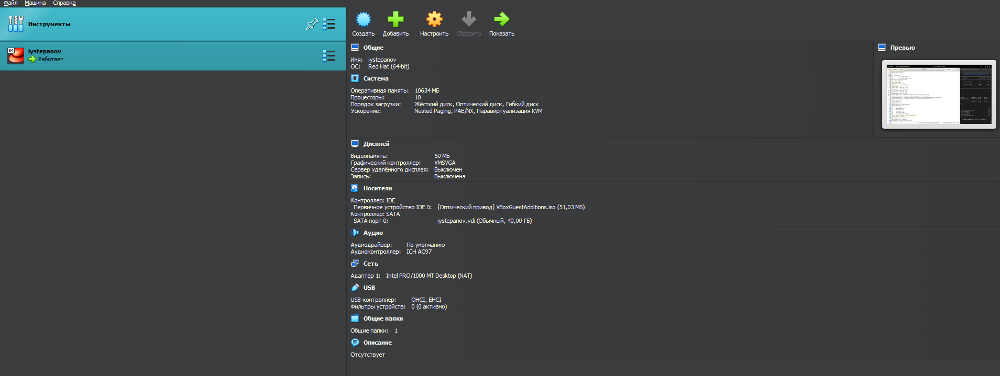 Файл Машина Справка
Инструменты
64
iystepanov
Работает
Создать Добавить Настроить Сбросить Показать
Общие
Имя: iystepanov
ОС: Red Hat (64-bit)
Система
Оперативная память: 10634 МБ
Процессоры: 10
Порядок загрузки: Жёсткий диск, Оптический диск, Гибкий диск
Ускорение: Nested Paging, PAE/NX, Паравиртуализация KVM
Превью
Дисплей
Видеопамять: 50 МБ
Графический контроллер: VMSVGA
Сервер удалённого дисплея: Выключен
Запись: Выключена
Носители
Контроллер: IDE
Первичное устройство IDE 0: [Оптический привод] VBoxGuestAdditions.iso (51,03 МБ)
Контроллер: SATA
SATA порт 0: iystepanov.vdi (Обычный, 40,00 ГБ)
Аудио
Аудиодрайвер: По умолчанию
Аудиоконтроллер: ICH AC97
Сеть
Адаптер 1: Intel PRO/1000 MT Desktop (NAT)
USB
USB-контроллер: OHCI, EHCI
Фильтры устройств: 0 (0 активно)
Общие папки
Общие папки: 1
Описание
Отсутствует